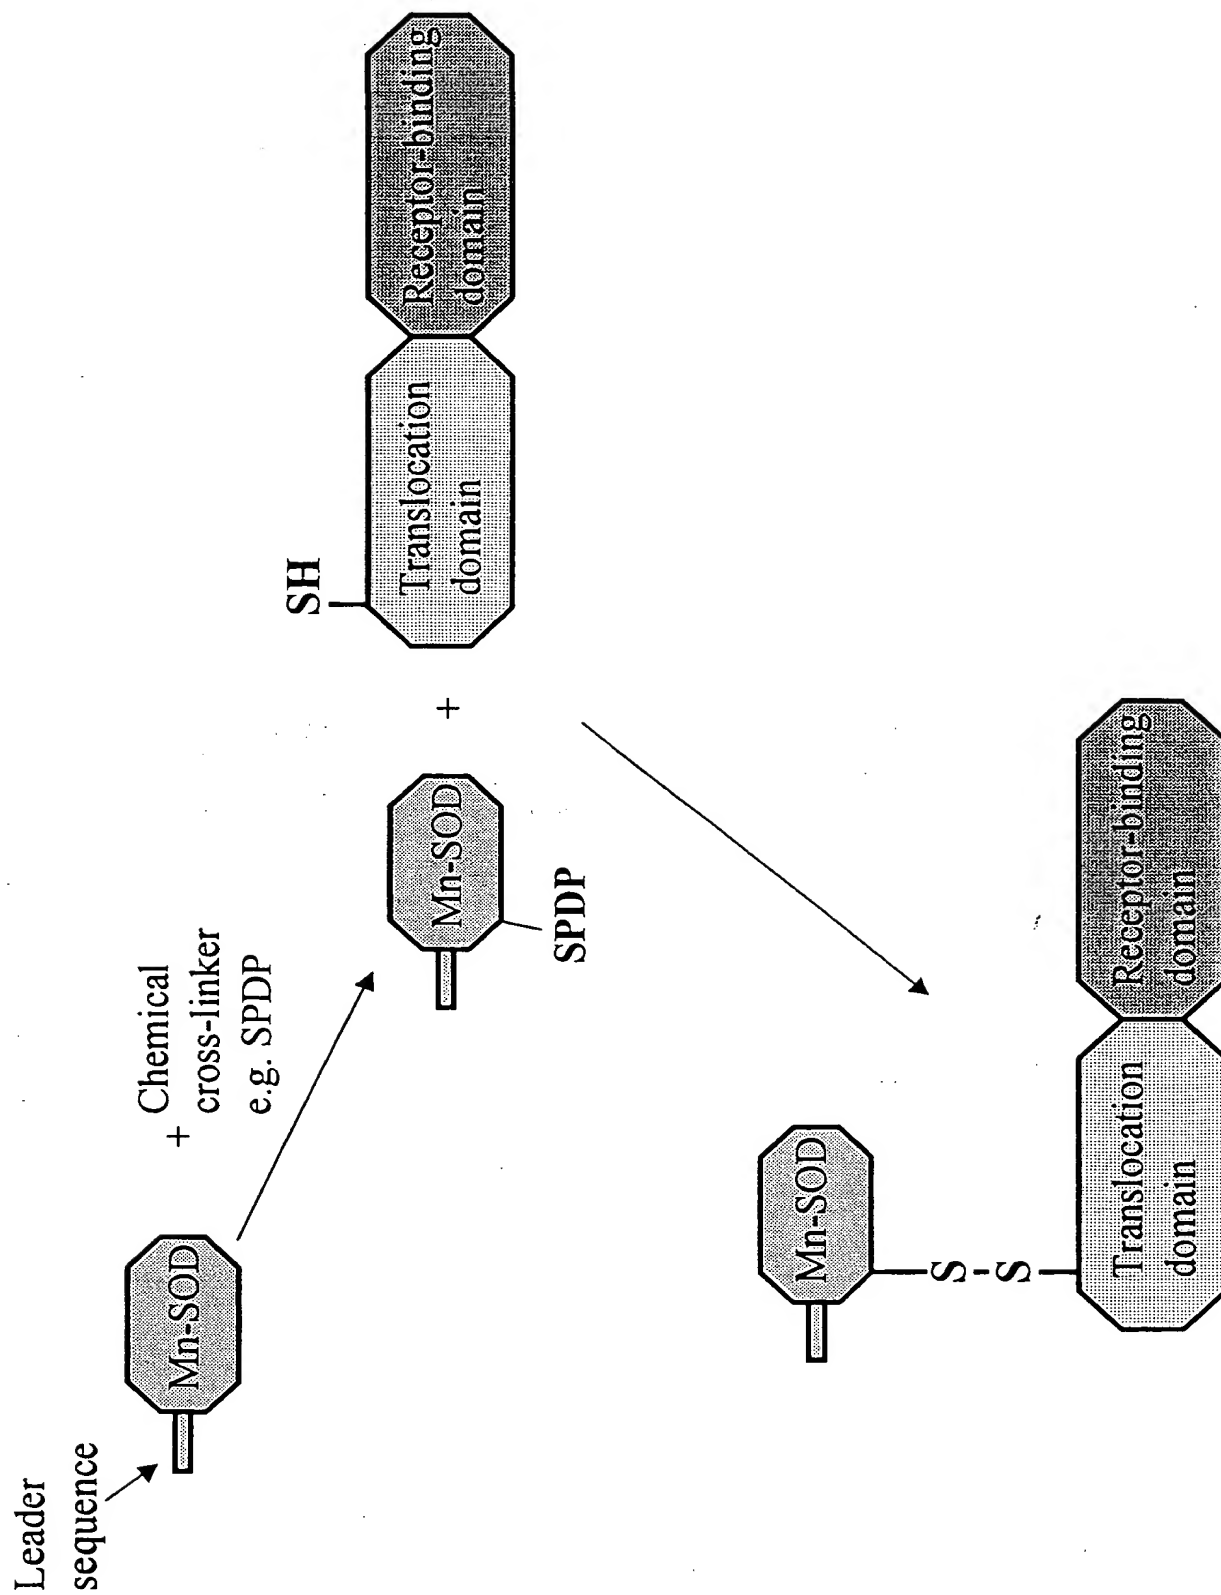 Leader
sequence
Mn-SOD
+ Chemical
cross-linker
e.g. SPDP
Mn-SOD
SPDP
+
SH
Translocation
domain
Receptor-binding
domain
Mn-SOD
S-S
Translocation
domain
Receptor-binding
domain